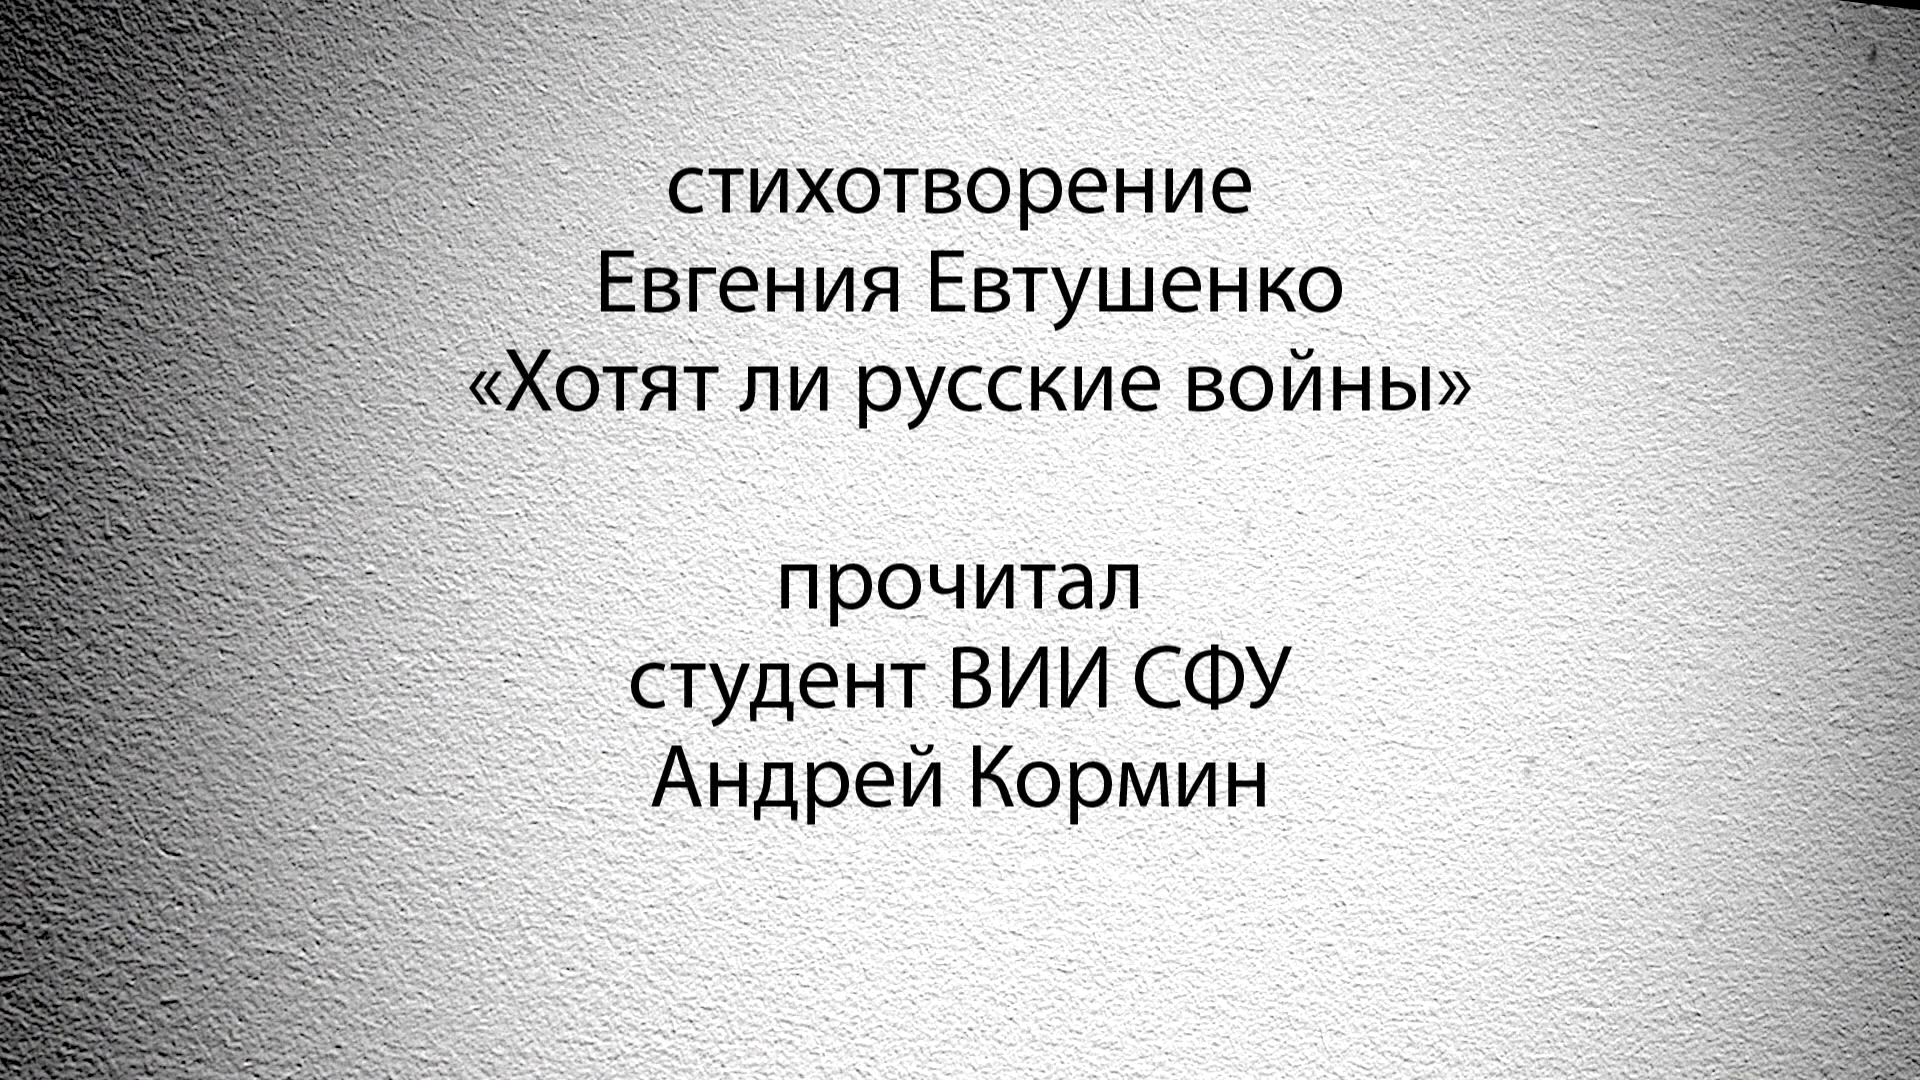 стихотворение
Евгения Евтушенко
«Хотят ли русские войны»
прочитал
студент ВИИ СФУ
Андрей Кормин